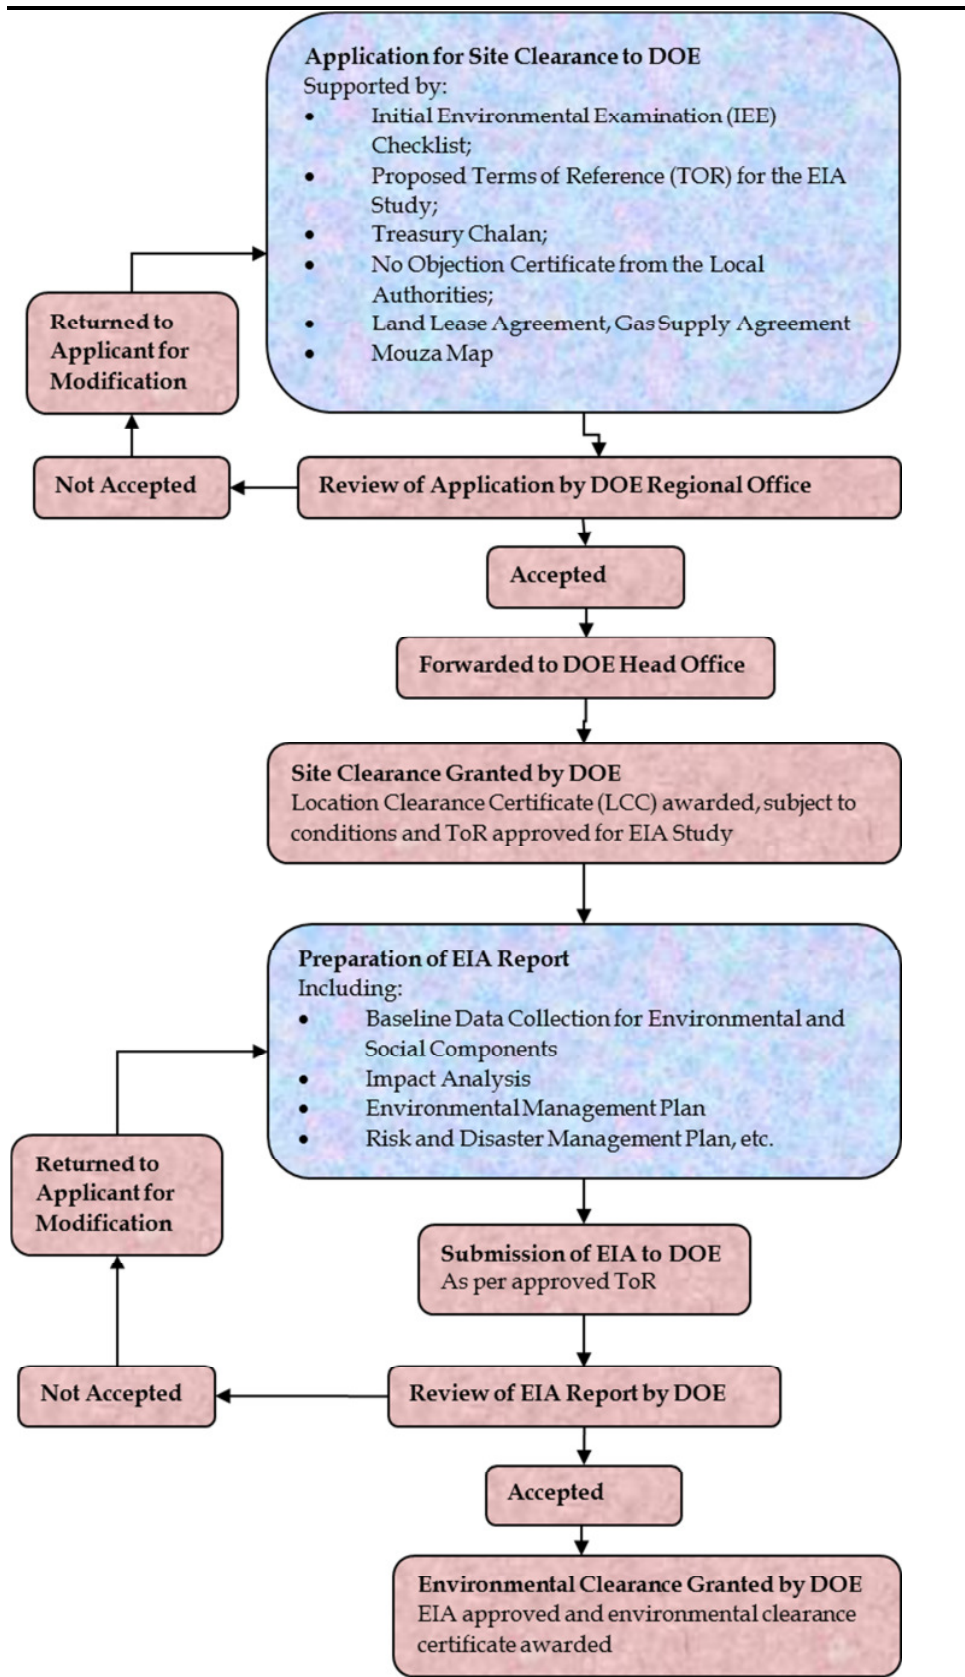 Application for Site Clearance to DOE
Supported by:
• Initial Environmental Examination (IEE)
Checklist;
• Proposed Terms of Reference (TOR) for the EIA
Study;
• Treasury Chalan;
• No Objection Certificate from the Local
Authorities;
• Land Lease Agreement, Gas Supply Agreement
• Mouza Map
Returned to
Applicant for
Modification
Not Accepted
Review of Application by DOE Regional Office
Accepted
Forwarded to DOE Head Office
Site Clearance Granted by DOE
Location Clearance Certificate (LCC) awarded, subject to
conditions and ToR approved for EIA Study
Preparation of EIA Report
Including:
• Baseline Data Collection for Environmental and
Social Components
• Impact Analysis
• Environmental Management Plan
• Risk and Disaster Management Plan, etc.
Returned to
Applicant for
Modification
Submission of EIA to DOE
As per approved ToR
Not Accepted
Review of EIA Report by DOE
Accepted
Environmental Clearance Granted by DOE
EIA approved and environmental clearance
certificate awarded